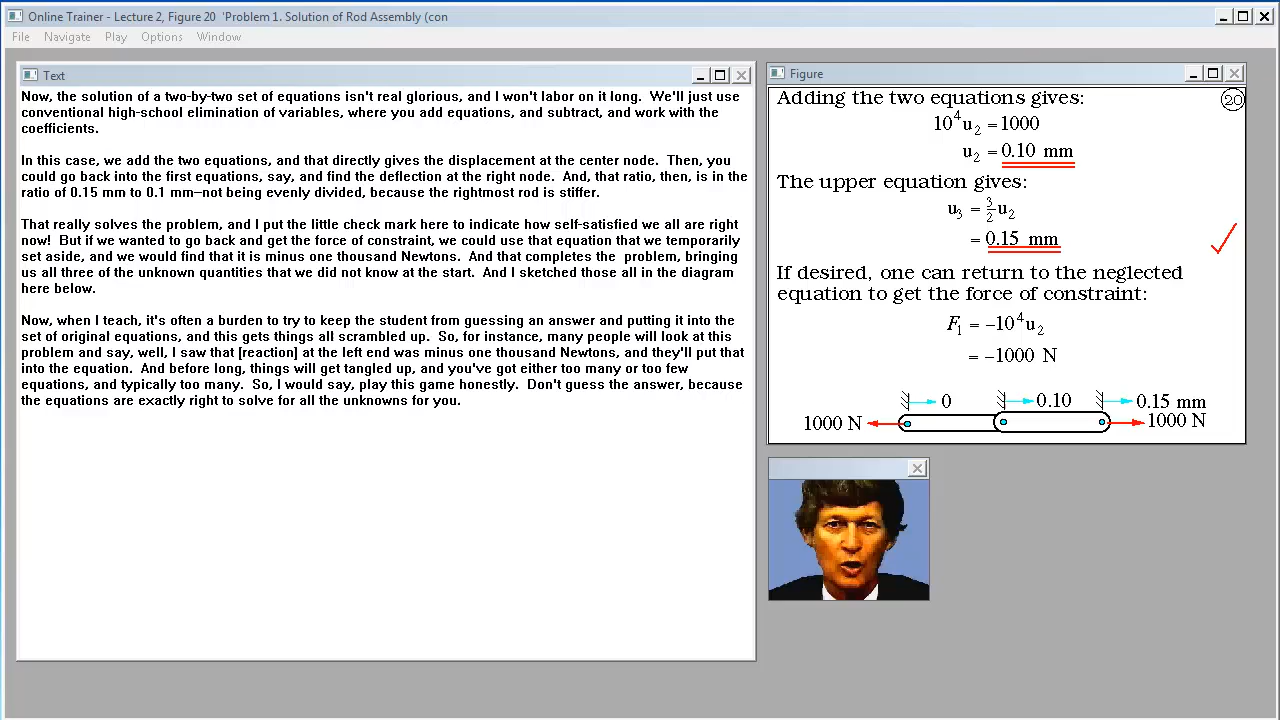 Online Trainer - Lecture 2, Figure 20 'Problem 1. Solution of Rod Assembly (con
File Navigate Play Options Window
Text
Now, the solution of a two-by-two set of equations isn't real glorious, and I won't labor on it long. We'll just use
conventional high-school elimination of variables, where you add equations, and subtract, and work with the
coefficients.
In this case, we add the two equations, and that directly gives the displacement at the center node. Then, you
could go back into the first equations, say, and find the deflection at the right node. And, that ratio, then, is in the
ratio of 0.15 mm to 0.1 mm--not being evenly divided, because the rightmost rod is stiffer.
That really solves the problem, and I put the little check mark here to indicate how self-satisfied we all are right
now! But if we wanted to go back and get the force of constraint, we could use that equation that we temporarily
set aside, and we would find that it is minus one thousand Newtons. And that completes the problem, bringing
us all three of the unknown quantities that we did not know at the start. And I sketched those all in the diagram
here below.
Now, when I teach, it's often a burden to try to keep the student from guessing an answer and putting it into the
set of original equations, and this gets things all scrambled up. So, for instance, many people will look at this
problem and say, well, I saw that [reaction] at the left end was minus one thousand Newtons, and they'll put that
into the equation. And before long, things will get tangled up, and you've got either too many or too few
equations, and typically too many. So, I would say, play this game honestly. Don't guess the answer, because
the equations are exactly right to solve for all the unknowns for you.
Figure
Adding the two equations gives:
20
10⁴u₂ = 1000
u₂ = 0.10 mm
The upper equation gives:
u₃ = 3/2 u₂
= 0.15 mm
If desired, one can return to the neglected
equation to get the force of constraint:
F₁ = −10⁴u₂
= −1000 N
0 0.10 0.15 mm
1000 N 1000 N